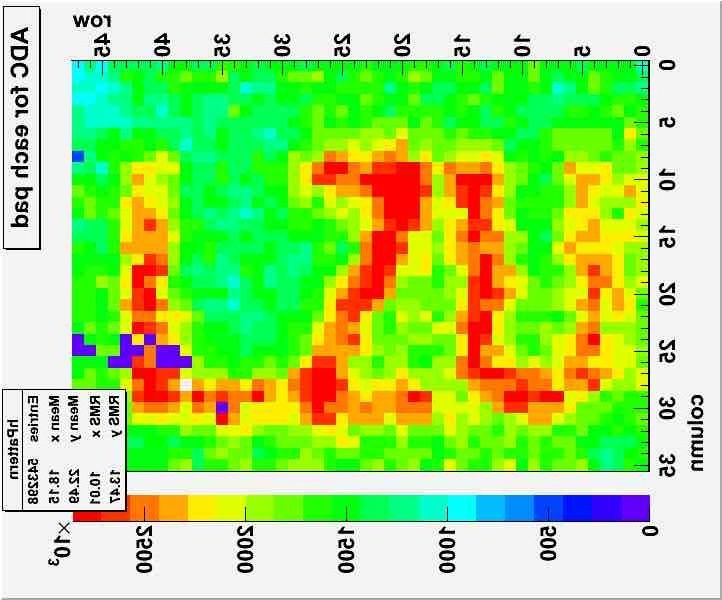 ADC for each pad
row
45 40 35 30 25 20 15 10 5 0
column
0 5 10 15 20 25 30 35
LZU
hPattern
Entries 543298
Mean x 18.15
Mean y 22.49
RMS x 10.01
RMS y 13.47
0 500 1000 1500 2000 2500
×10³